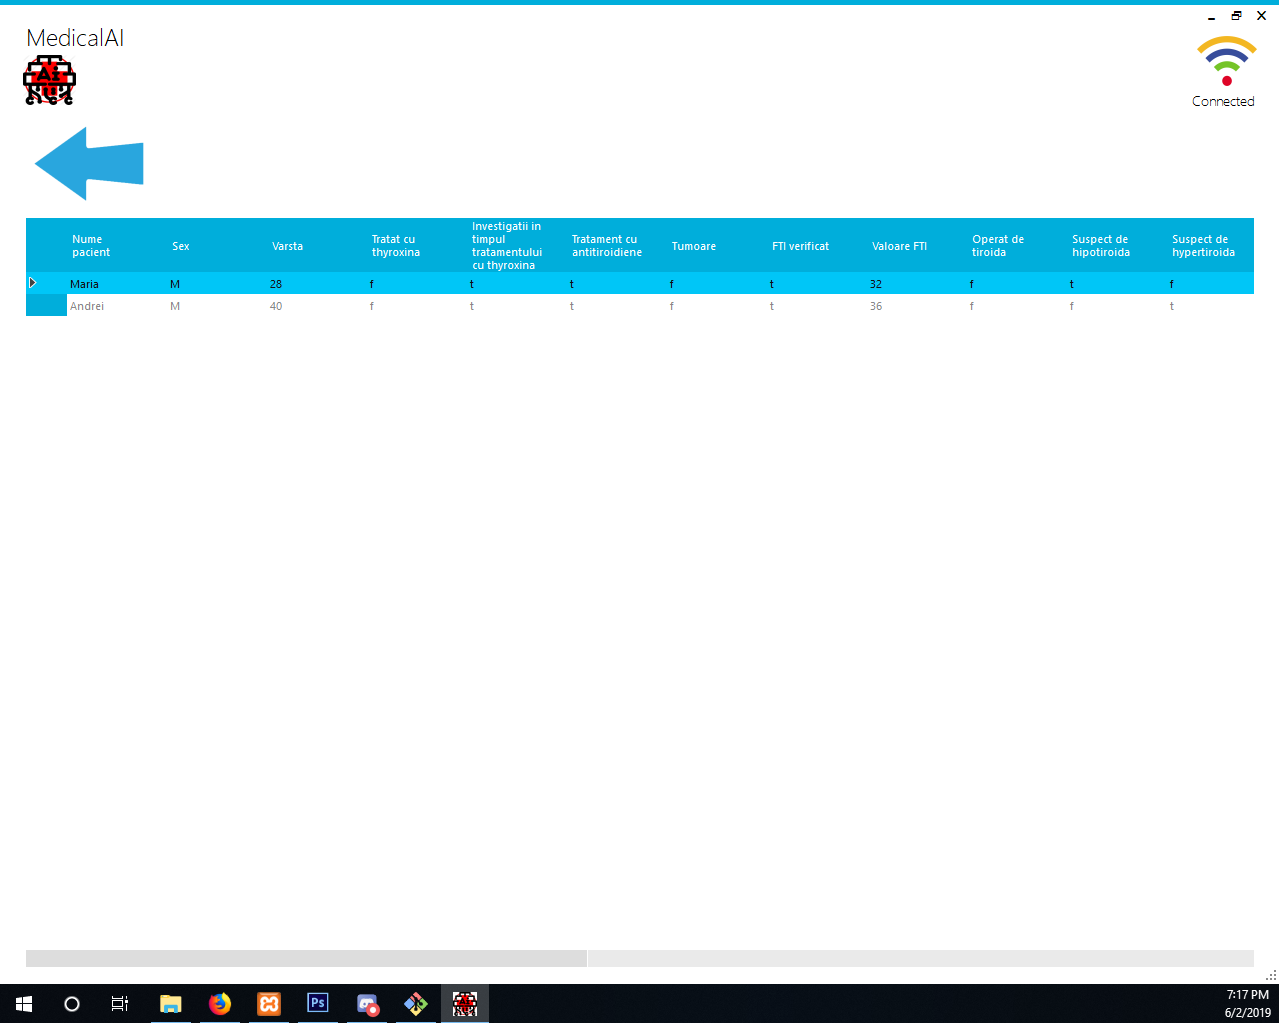 MedicalAI
Ai
Connected
Nume pacient	Sex	Varsta	Tratat cu thyroxina	Investigatii in timpul tratamentului cu thyroxina	Tratament cu antitiroidiene	Tumoare	FTI verificat	Valoare FTI	Operat de tiroida	Suspect de hipotiroida	Suspect de hypertiroida
Maria	M	28	f	t	t	f	t	32	f	t	f
Andrei	M	40	f	t	t	f	t	36	f	f	t
Ps
7:17 PM
6/2/2019